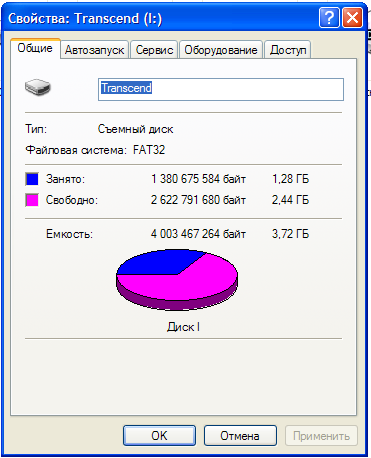 Свойства: Transcend (I:)
Общие Автозапуск Сервис Оборудование Доступ
Transcend
Тип: Съемный диск
Файловая система: FAT32
Занято: 1 380 675 584 байт 1,28 ГБ
Свободно: 2 622 791 680 байт 2,44 ГБ
Емкость: 4 003 467 264 байт 3,72 ГБ
Диск I
OK Отмена Применить